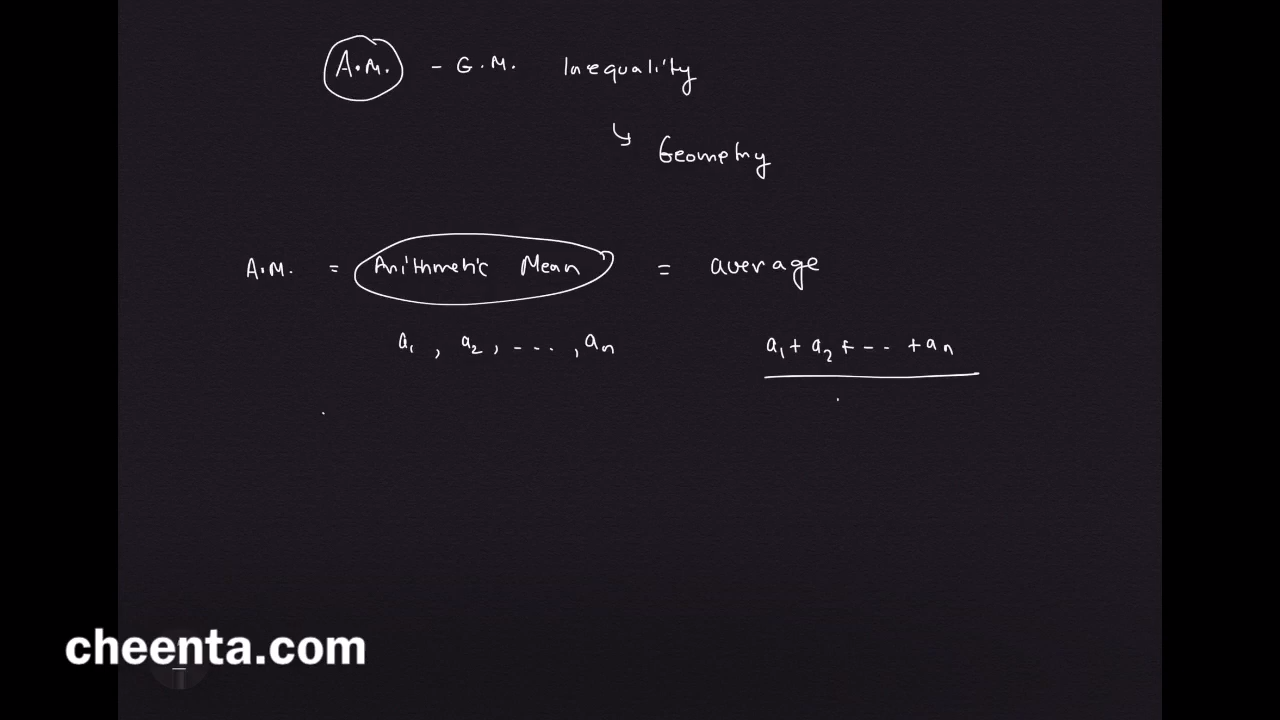 A.M. - G.M. Inequality
↳ Geometry
A.M. = Arithmetic Mean = average
a₁, a₂, ...., aₙ
a₁ + a₂ + -- .. + aₙ
cheenta.com